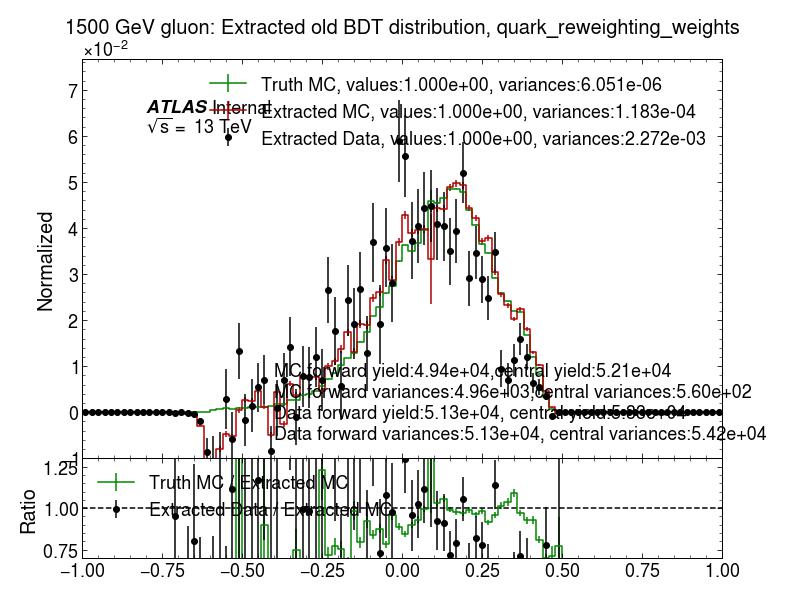 1500 GeV gluon: Extracted old BDT distribution, quark_reweighting_weights
×10⁻²
Truth MC, values:1.000e+00, variances:6.051e-06
ATLAS Internal
Extracted MC, values:1.000e+00, variances:1.183e-04
√s = 13 TeV
Extracted Data, values:1.000e+00, variances:2.272e-03
7
6
5
4
3
2
1
0
1
Normalized
MC forward yield:4.94e+04,central yield:5.21e+04
MC forward variances:4.96e+03,central variances:5.60e+02
Data forward yield:5.13e+04, central
Data forward variances:5.13e+04, central variances:5.42e+04
1.25
1.00
0.75
Ratio
Truth MC / Extracted MC
Extracted Data / Extracted MC
−1.00 −0.75 −0.50 −0.25 0.00 0.25 0.50 0.75 1.00